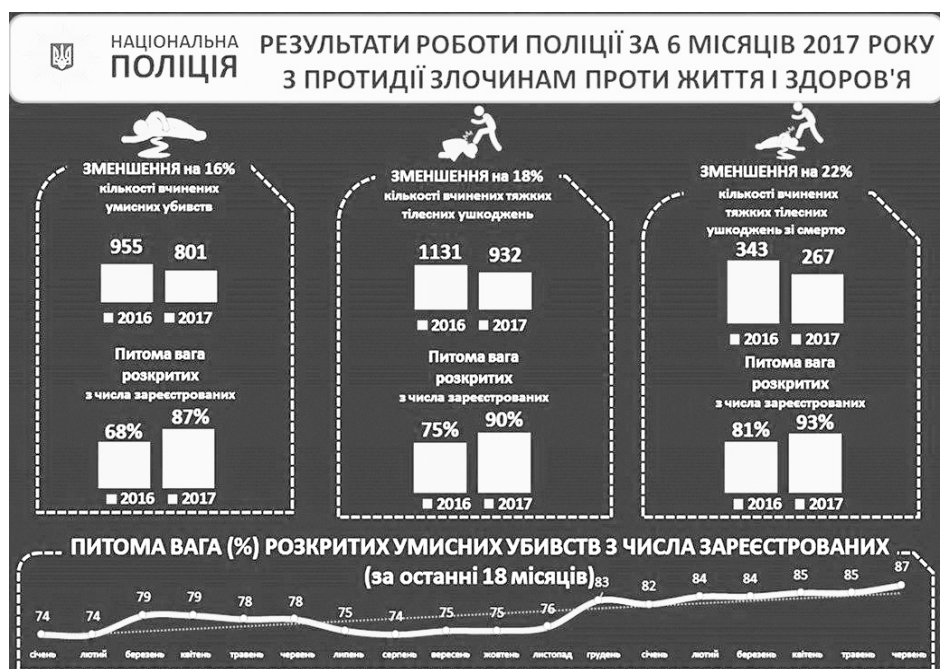 НАЦІОНАЛЬНА
ПОЛІЦІЯ
РЕЗУЛЬТАТИ РОБОТИ ПОЛІЦІЇ ЗА 6 МІСЯЦІВ 2017 РОКУ
З ПРОТИДІЇ ЗЛОЧИНАМ ПРОТИ ЖИТТЯ І ЗДОРОВ'Я
ЗМЕНШЕННЯ на 16%
кількості вчинених
умисних убивств
955 801
2016 2017
Питома вага
розкритих
з числа зареєстрованих
68% 87%
2016 2017
ЗМЕНШЕННЯ на 18%
кількості вчинених тяжких
тілесних ушкоджень
1131 932
2016 2017
Питома вага
розкритих
з числа зареєстрованих
75% 90%
2016 2017
ЗМЕНШЕННЯ на 22%
кількості вчинених
тяжких тілесних
ушкоджень зі смертю
343 267
2016 2017
Питома вага
розкритих
з числа зареєстрованих
81% 93%
2016 2017
ПИТОМА ВАГА (%) РОЗКРИТИХ УМИСНИХ УБИВСТВ З ЧИСЛА ЗАРЕЄСТРОВАНИХ
(за останні 18 місяців)
74 74 79 79 78 78 75 74 75 75 76 83 82 84 84 85 85 87
січень лютий березень квітень травень червень липень серпень вересень жовтень листопад грудень січень лютий березень квітень травень червень